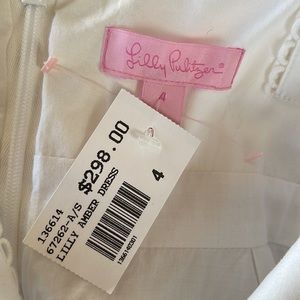 Lilly Pulitzer
4
136614
67262-A/S
$298.00
LILLY AMBER DRESS
4